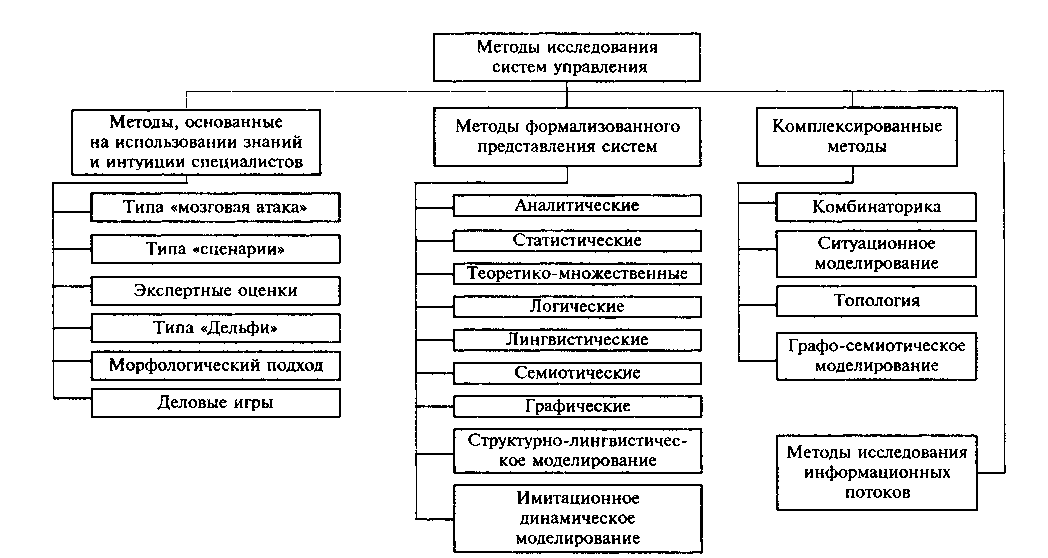 Методы исследования
систем управления
Методы, основанные
на использовании знаний
и интуиции специалистов
Типа «мозговая атака»
Типа «сценарии»
Экспертные оценки
Типа «Дельфи»
Морфологический подход
Деловые игры
Методы формализованного
представления систем
Аналитические
Статистические
Теоретико-множественные
Логические
Лингвистические
Семиотические
Графические
Структурно-лингвистичес-
кое моделирование
Имитационное
динамическое
моделирование
Комплексированные
методы
Комбинаторика
Ситуационное
моделирование
Топология
Графо-семиотическое
моделирование
Методы исследования
информационных
потоков